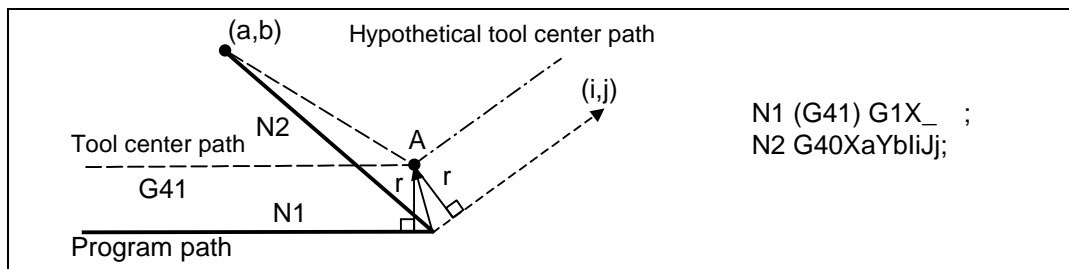 (a,b)
Hypothetical tool center path
(i,j)
N2
A
N1 (G41) G1X_ ;
N2 G40XaYbIiJj;
Tool center path
r r
G41
N1
Program path